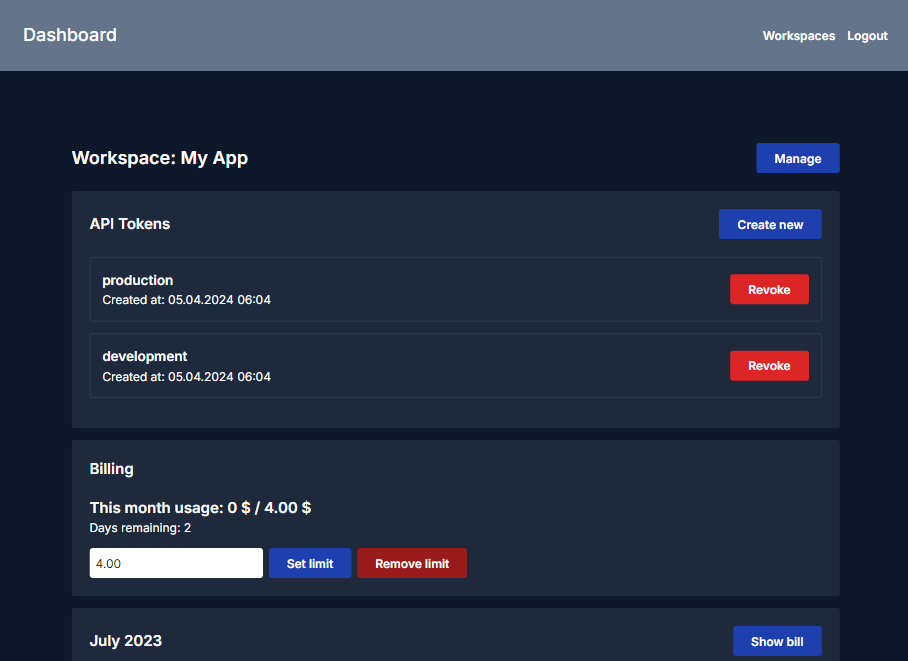 Dashboard
Workspaces Logout
Workspace: My App
Manage
API Tokens
Create new
production
Created at: 05.04.2024 06:04
Revoke
development
Created at: 05.04.2024 06:04
Revoke
Billing
This month usage: 0 $ / 4.00 $
Days remaining: 2
4.00
Set limit
Remove limit
July 2023
Show bill